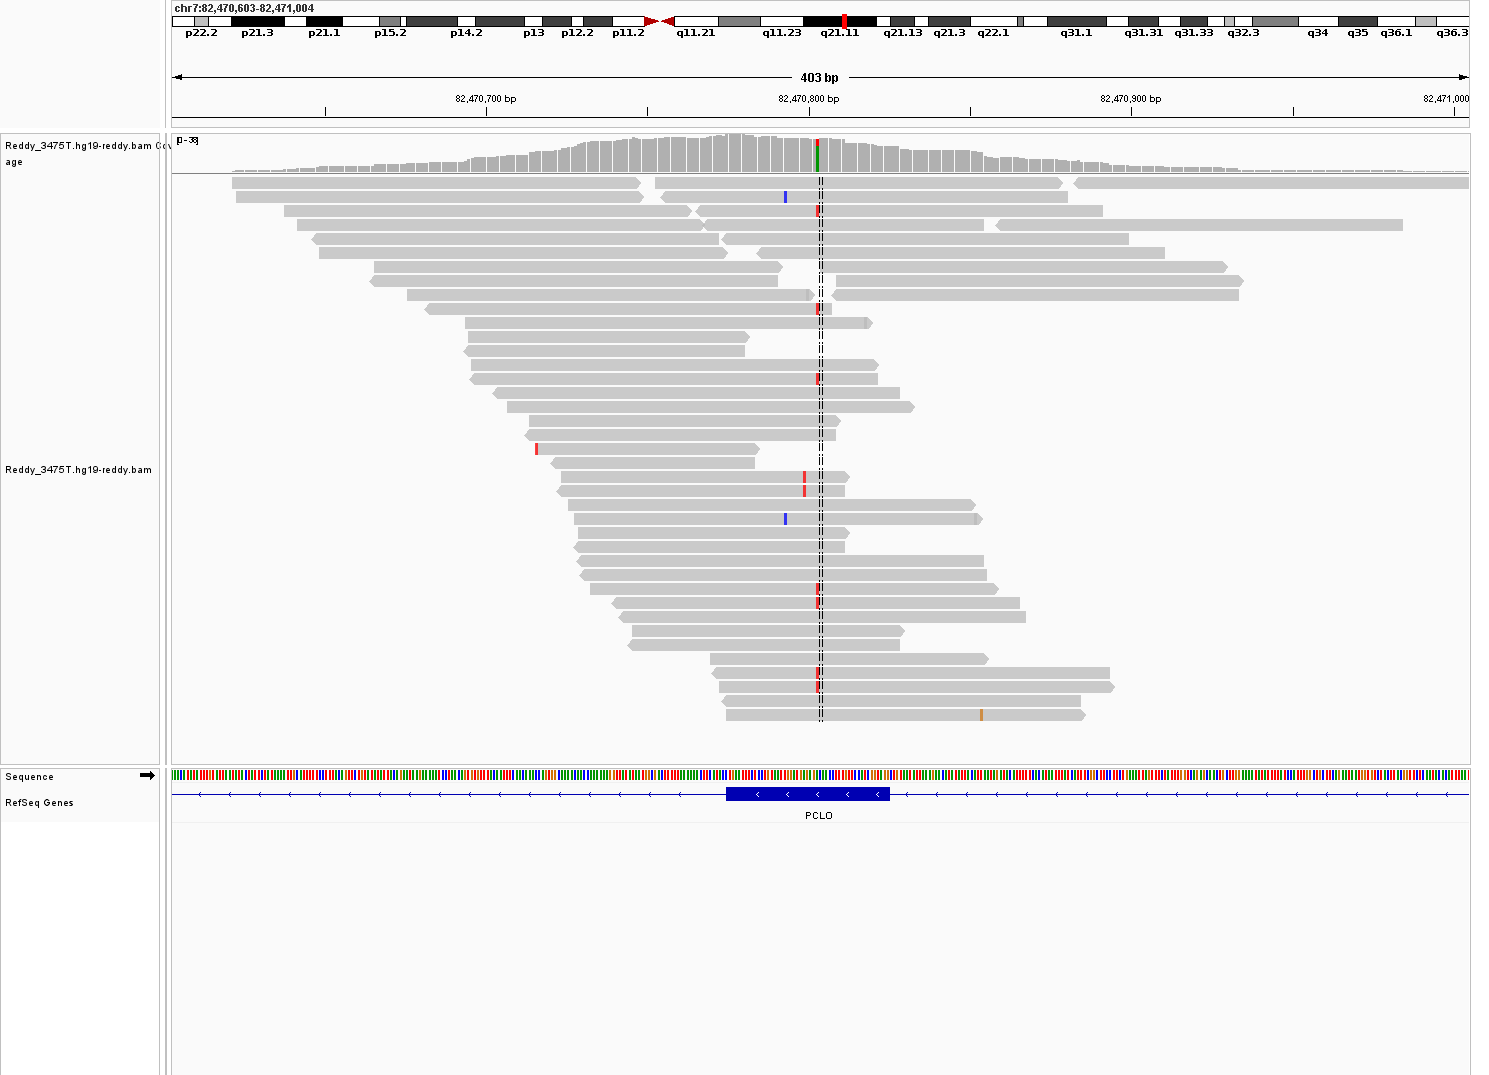 chr7:82,470,603-82,471,004
p22.2 p21.3 p21.1 p15.2 p14.2 p13 p12.2 p11.2 q11.21 q11.23 q21.11 q21.13 q21.3 q22.1 q31.1 q31.31 q31.33 q32.3 q34 q35 q36.1 q36.3
403 bp
82,470,700 bp 82,470,800 bp 82,470,900 bp 82,471,000
Reddy_3475T.hg19-reddy.bam Cov
age
[0 - 38]
Reddy_3475T.hg19-reddy.bam
Sequence
RefSeq Genes
PCLO